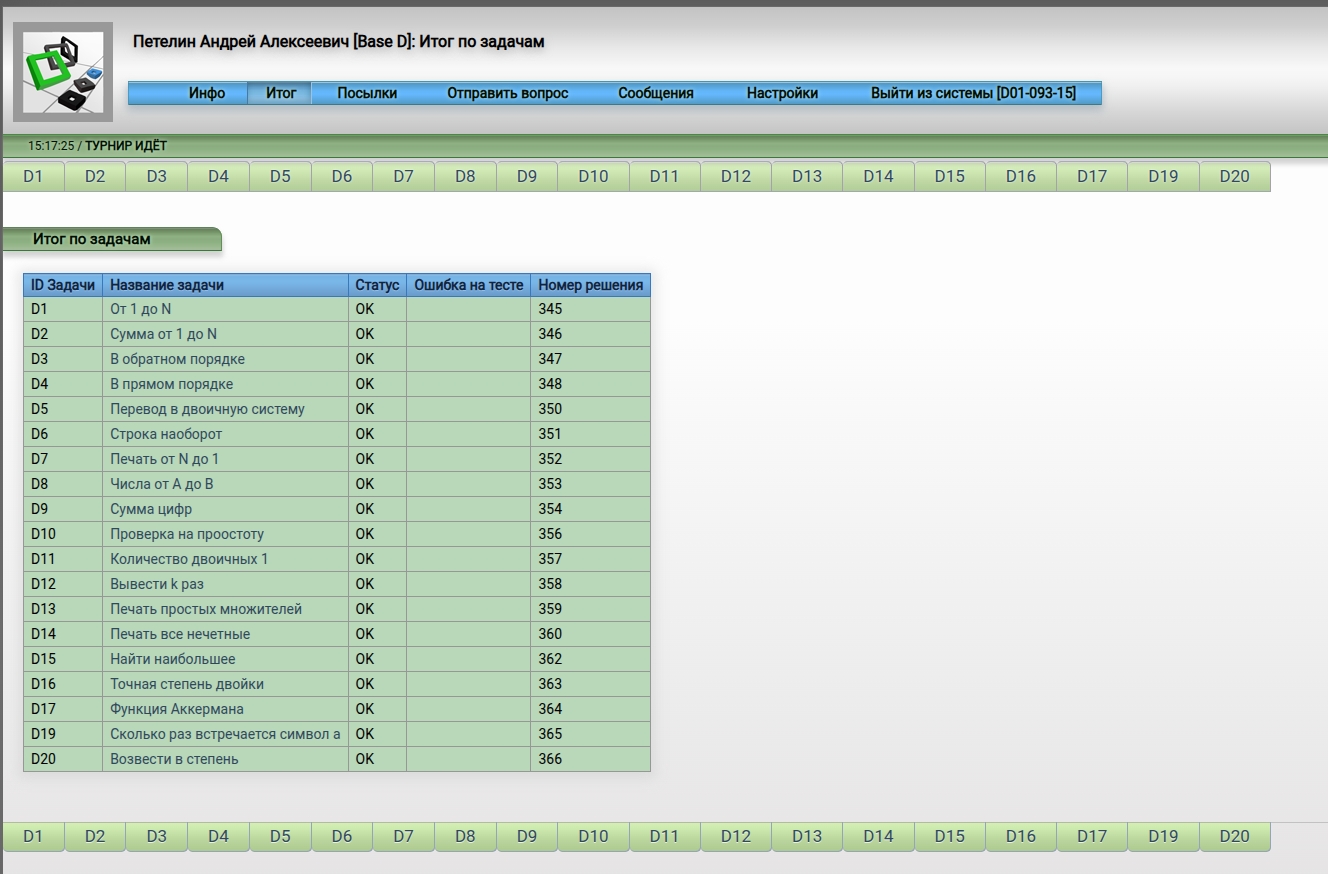 Петелин Андрей Алексеевич [Base D]: Итог по задачам
Инфо Итог Посылки Отправить вопрос Сообщения Настройки Выйти из системы [D01-093-15]
15:17:25 / ТУРНИР ИДЁТ
D1 D2 D3 D4 D5 D6 D7 D8 D9 D10 D11 D12 D13 D14 D15 D16 D17 D19 D20
Итог по задачам
ID Задачи Название задачи Статус Ошибка на тесте Номер решения
D1 От 1 до N OK 345
D2 Сумма от 1 до N OK 346
D3 В обратном порядке OK 347
D4 В прямом порядке OK 348
D5 Перевод в двоичную систему OK 350
D6 Строка наоборот OK 351
D7 Печать от N до 1 OK 352
D8 Числа от А до В OK 353
D9 Сумма цифр OK 354
D10 Проверка на проостоту OK 356
D11 Количество двоичных 1 OK 357
D12 Вывести k раз OK 358
D13 Печать простых множителей OK 359
D14 Печать все нечетные OK 360
D15 Найти наибольшее OK 362
D16 Точная степень двойки OK 363
D17 Функция Аккермана OK 364
D19 Сколько раз встречается символ а OK 365
D20 Возвести в степень OK 366
D1 D2 D3 D4 D5 D6 D7 D8 D9 D10 D11 D12 D13 D14 D15 D16 D17 D19 D20